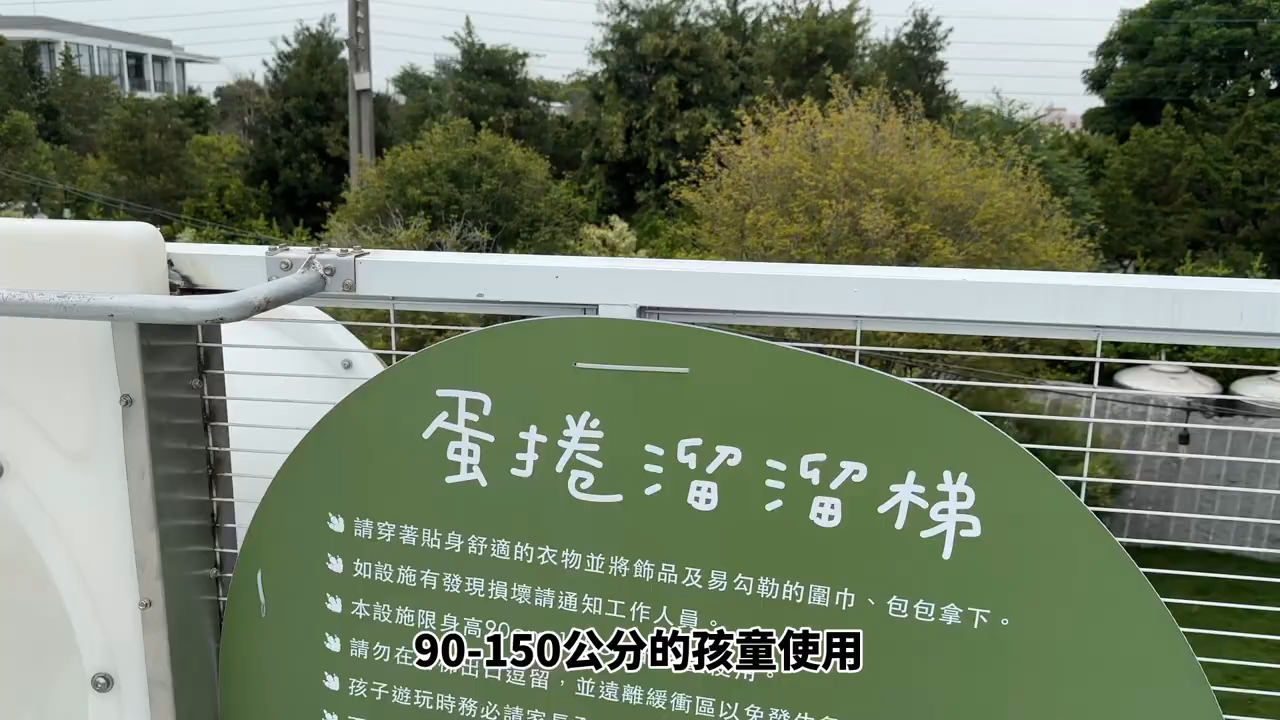 蛋捲溜溜梯
請穿著貼身舒適的衣物並將飾品及易勾勒的圍巾、包包拿下。
如設施有發現損壞請通知工作人員。
本設施限身高90
90-150公分的孩童使用
請勿在 出口逗留，並遠離緩衝區以免發生
孩子遊玩時務必請家長